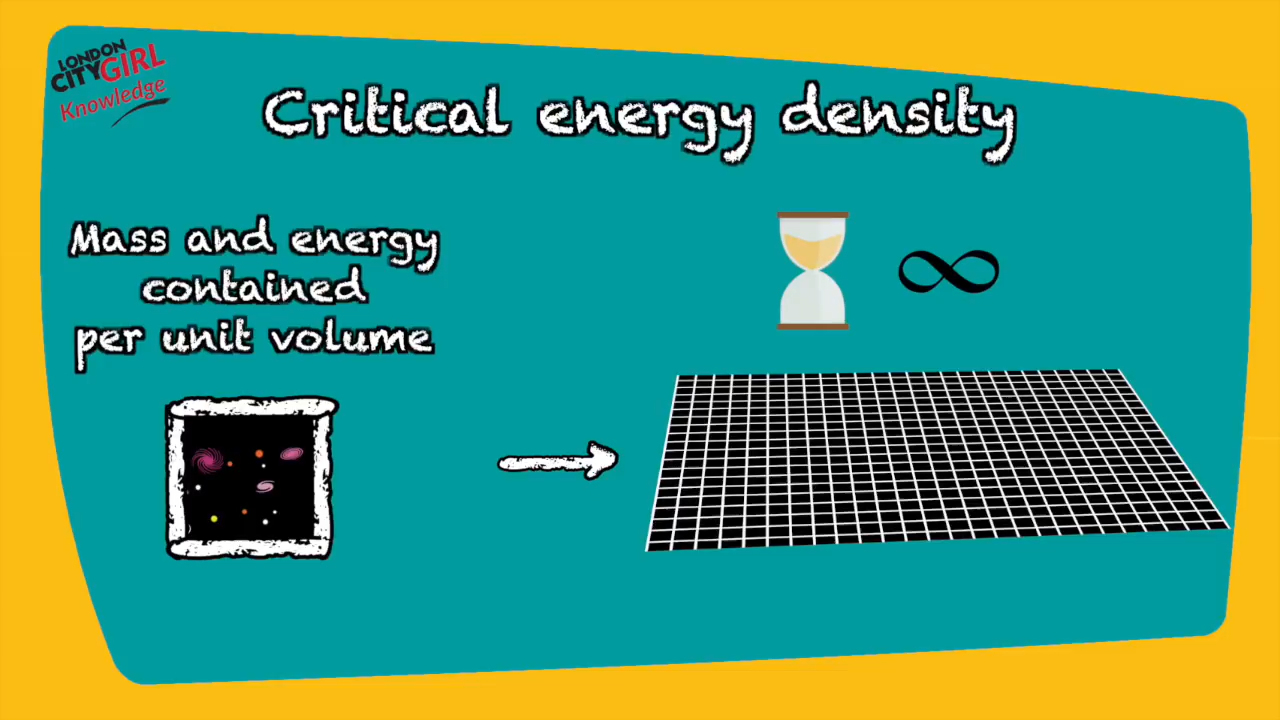 LONDON
CITYGIRL
Knowledge
Critical energy density
Mass and energy
contained
per unit volume
∞